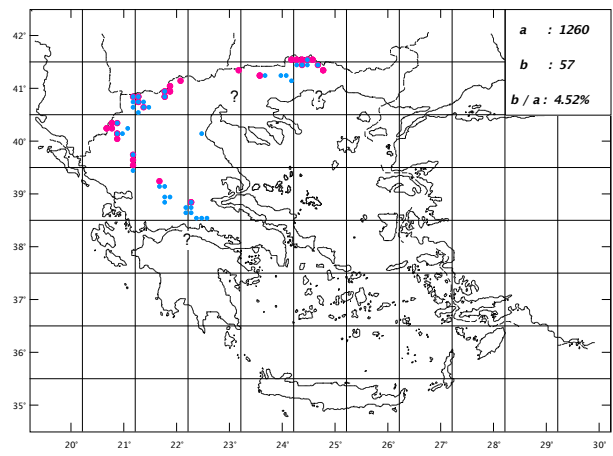 42'
a : 1260
b : 57
b / a : 4.52%
41'
? ?
40'
39'
?
38'
37'
36'
35'
20' 21' 22' 23' 24' 25' 26' 27' 28' 29' 30'